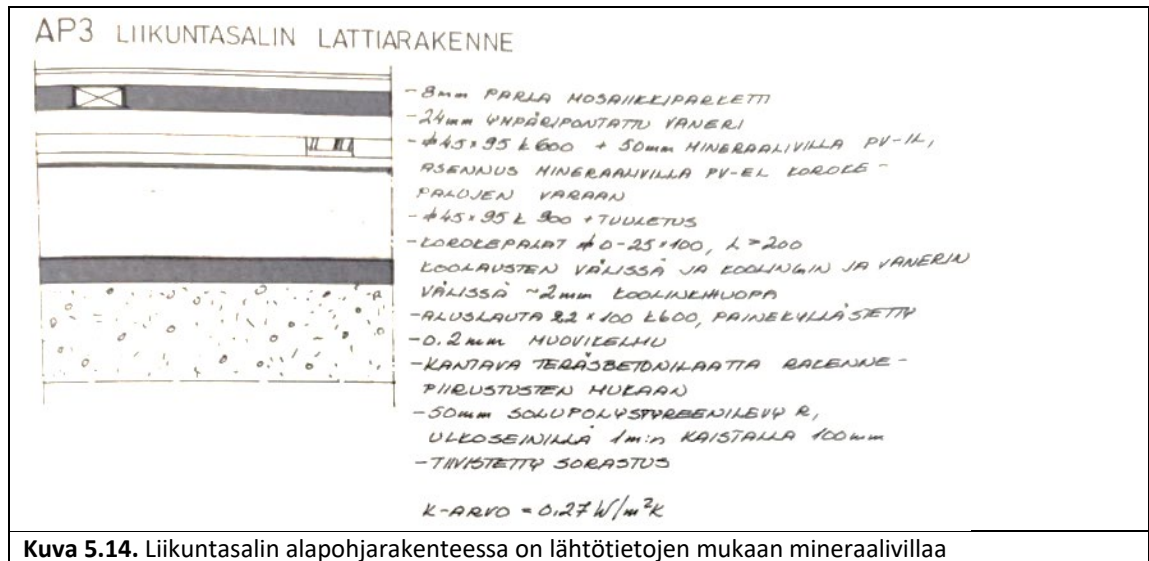 AP3 LIIKUNTASALIN LATTIARAKENNE
-8mm PARLA MOSAIIKKIPARKETTI
-24mm YMPÄRIPONTATTU VANERI
-⌀45×95 k600 + 50mm MINERAALIVILLA PV-IL,
ASENNUS MINERAALIVILLA PV-EL KOROKE-
PALOJEN VARAAN
-⌀45×95 k 900 + TUULETUS
-KOROKEPALAT ⌀0-25×100, L=200
KOOLAUSTEN VÄLISSÄ JA KOOLINGIN JA VANERIN
VÄLISSÄ ~2mm KOOLINKIHUOPA
-ALUSLAUTA 22×100 k600, PAINEKYLLÄSTETTY
-0.2mm MUOVIKELMU
-KANTAVA TERÄSBETONILAATTA RAKENNE-
PIIRUSTUSTEN MUKAAN
-50mm SOLUPOLYSTYREENILEVY R,
ULKOSEINILLÄ 1m:n KAISTALLA 100mm
-TIIVISTETTY SORASTUS
K-ARVO = 0,27 W/m²K
Kuva 5.14. Liikuntasalin alapohjarakenteessa on lähtötietojen mukaan mineraalivillaa